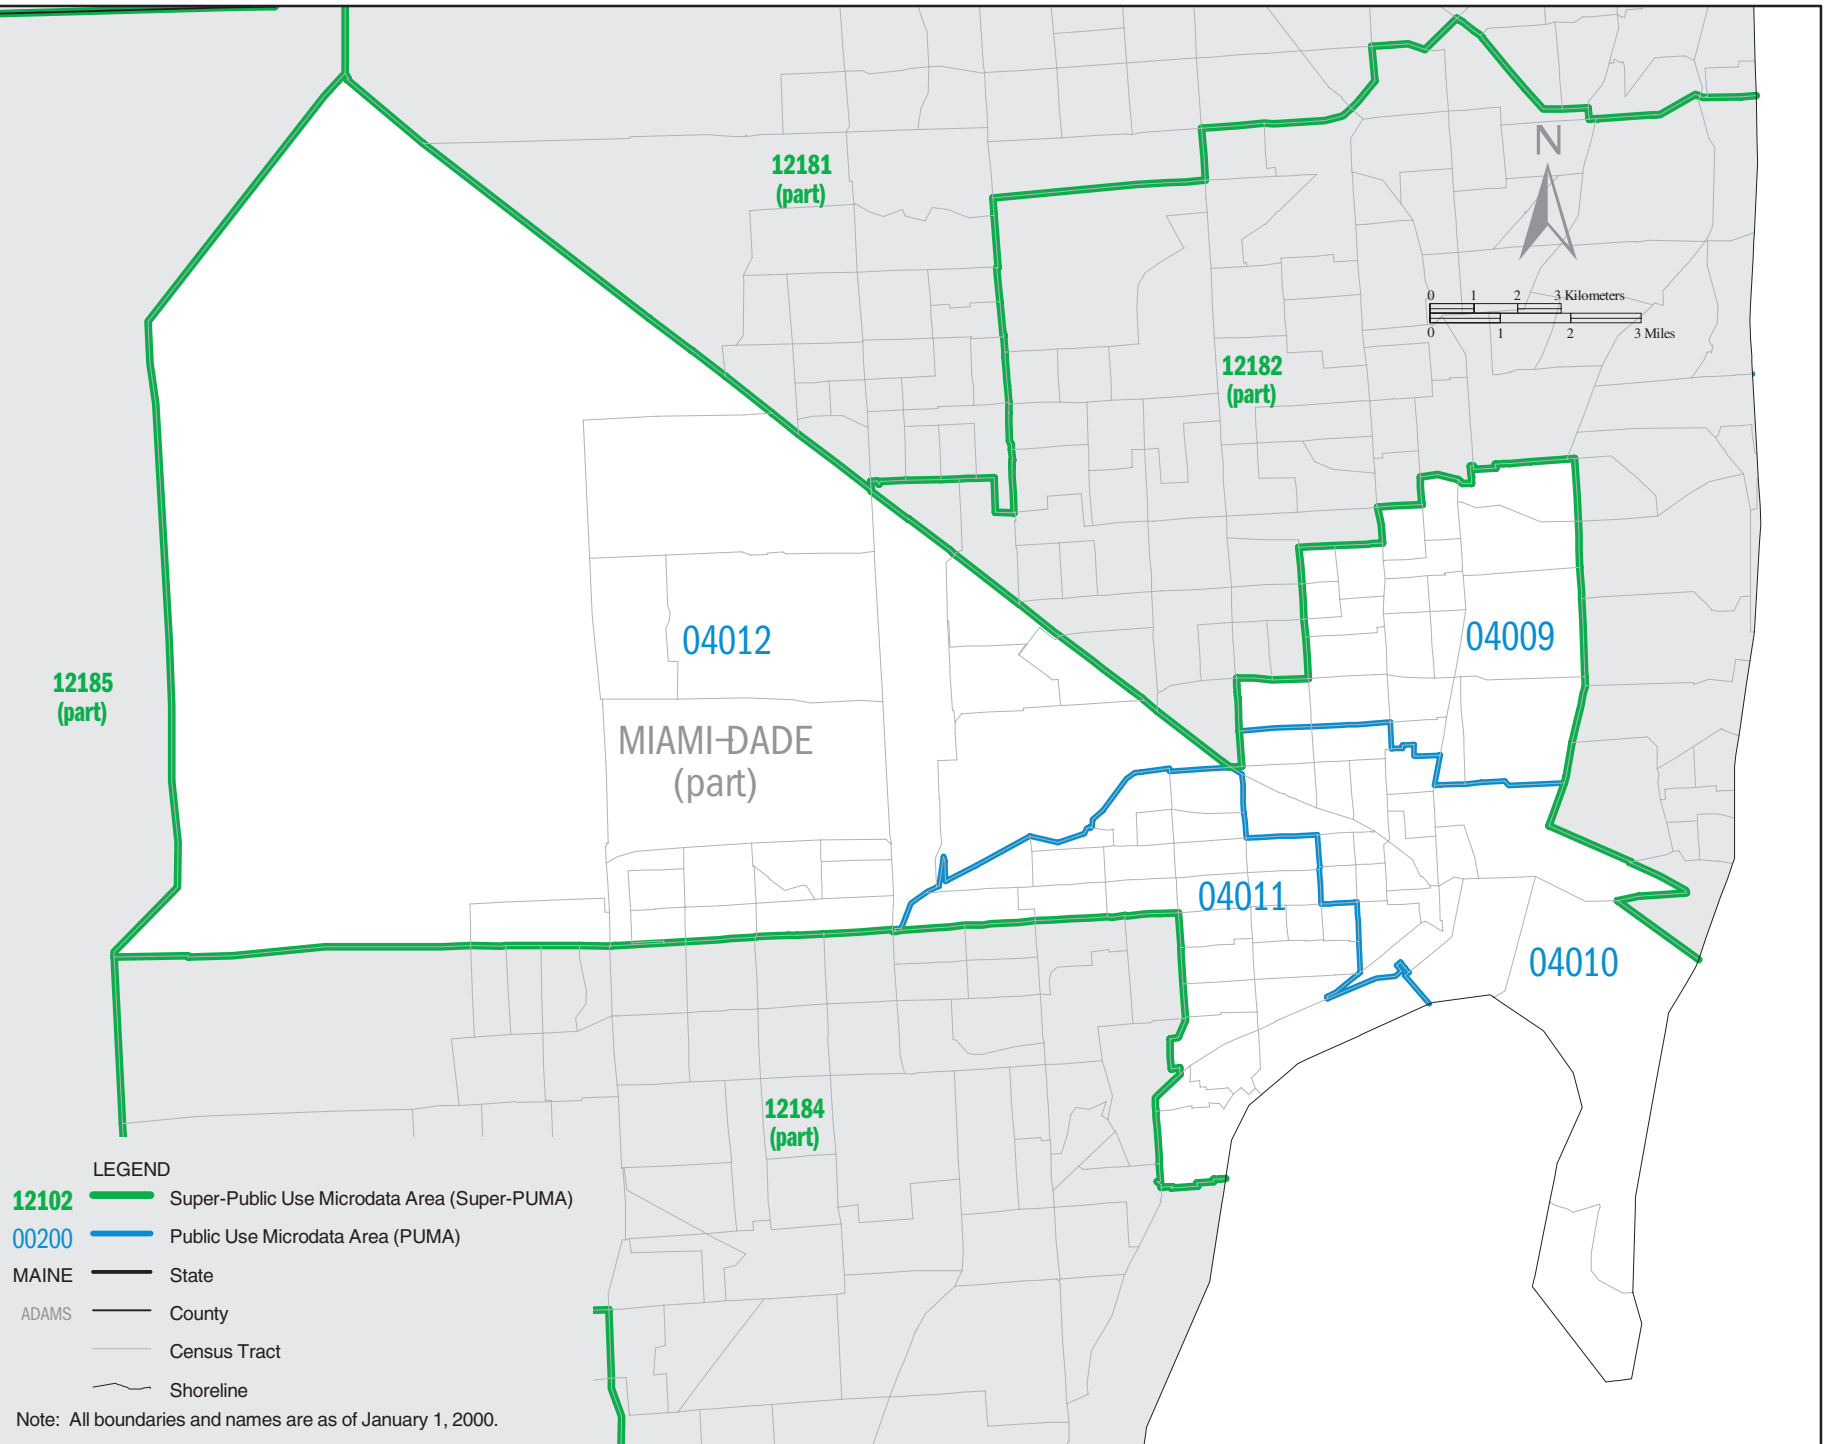 12181
(part)
N
0 1 2 3 Kilometers
0 1 2 3 Miles
12182
(part)
04012
04009
12185
(part)
MIAMI-DADE
(part)
04011
04010
12184
(part)
LEGEND
12102 Super-Public Use Microdata Area (Super-PUMA)
00200 Public Use Microdata Area (PUMA)
MAINE State
ADAMS County
Census Tract
Shoreline
Note: All boundaries and names are as of January 1, 2000.